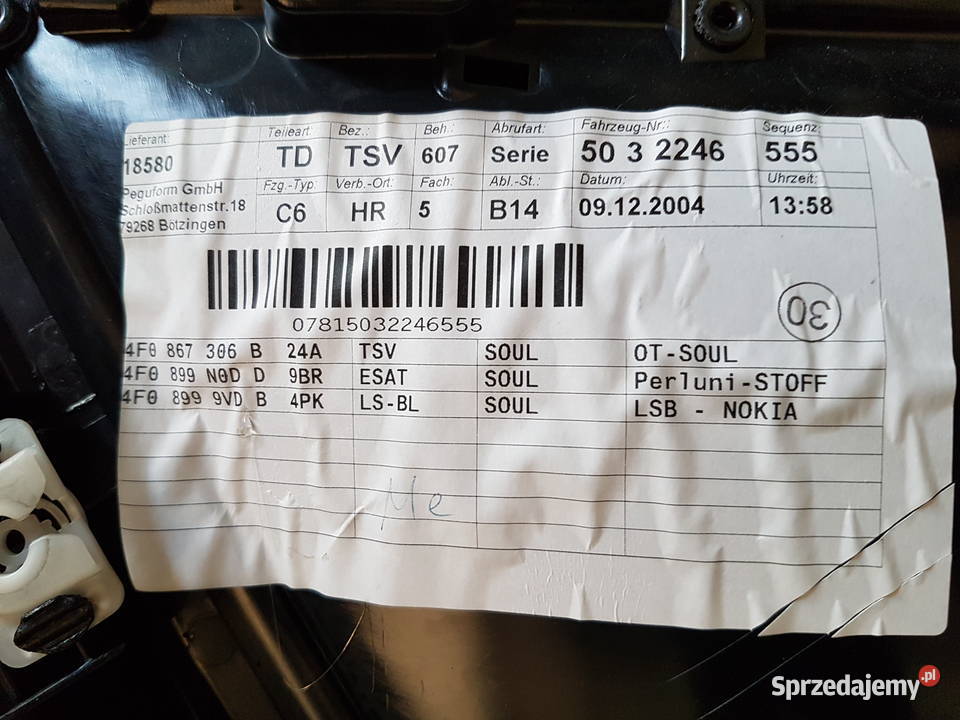 Lieferant: Teileart: Bez.: Beh.: Abrufart: Fahrzeug-Nr.: Sequenz:
18580 TD TSV 607 Serie 50 3 2246 555
Peguform GmbH Fzg.-Typ: Verb.-Ort: Fach: Abl.-St.: Datum: Uhrzeit:
Schloßmattenstr.18 C6 HR 5 B14 09.12.2004 13:58
79268 Bötzingen
30
07815032246555
4F0 867 306 B 24A TSV SOUL OT-SOUL
4F0 899 N0D D 9BR ESAT SOUL Perluni-STOFF
4F0 899 9VD B 4PK LS-BL SOUL LSB - NOKIA
Me
Sprzedajemy.pl